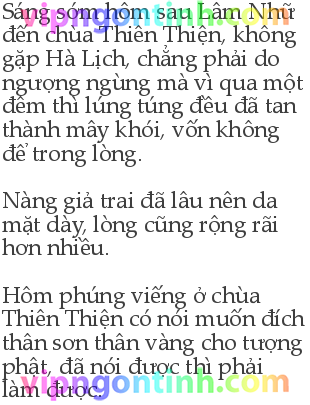 Sáng sớm hôm sau Lâm Nhữ
đến chùa Thiên Thiện, không
gặp Hà Lịch, chẳng phải do
ngượng ngùng mà vì qua một
đêm thì lúng túng đều đã tan
thành mây khói, vốn không
để trong lòng.
Nàng giả trai đã lâu nên da
mặt dày, lòng cũng rộng rãi
hơn nhiều.
Hôm phúng viếng ở chùa
Thiên Thiện có nói muốn đích
thân sơn thân vàng cho tượng
phật, đã nói được thì phải
làm được.
vipngontinh.com
vipngontinh.com